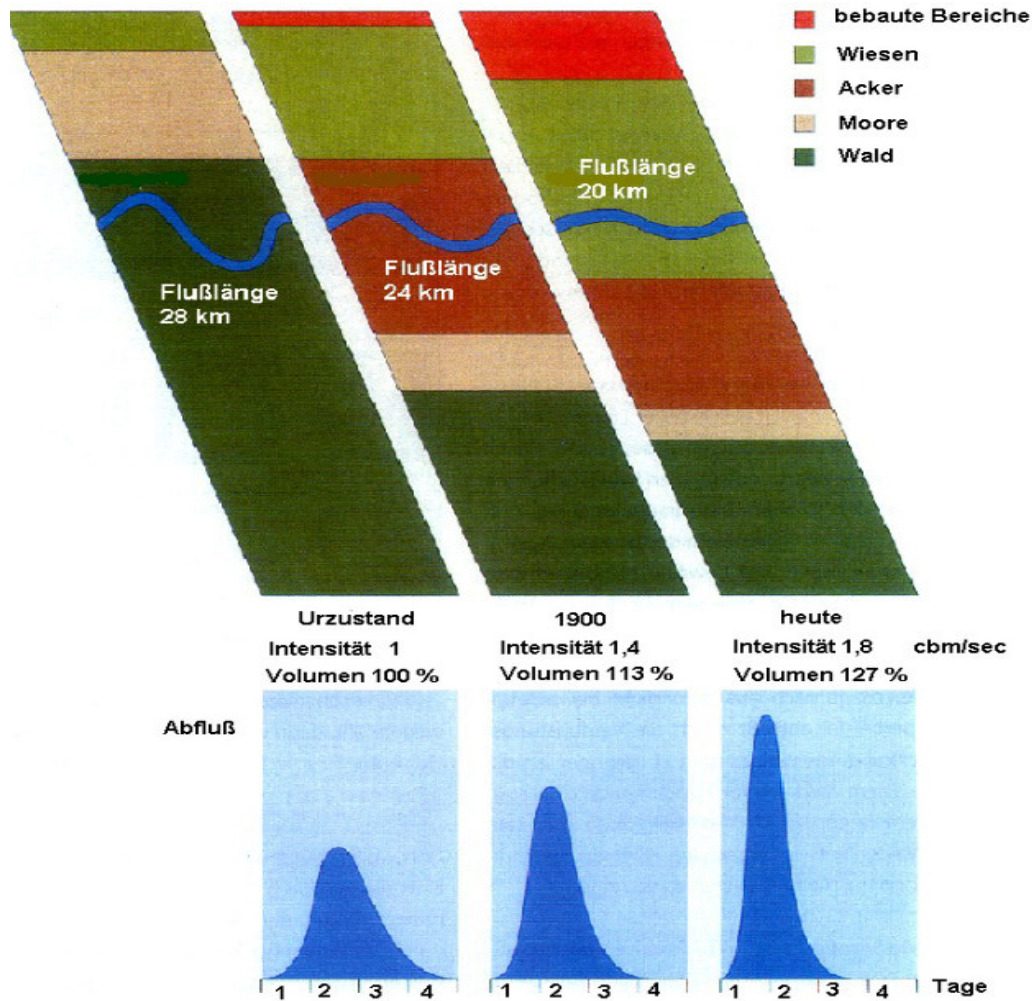 bebaute Bereiche
Wiesen
Acker
Moore
Wald
Flußlänge
20 km
Flußlänge
24 km
Flußlänge
28 km
Urzustand
1900
heute
Intensität 1
Intensität 1,4
Intensität 1,8 cbm/sec
Volumen 100 %
Volumen 113 %
Volumen 127 %
Abfluß
1 2 3 4
1 2 3 4
1 2 3 4
Tage